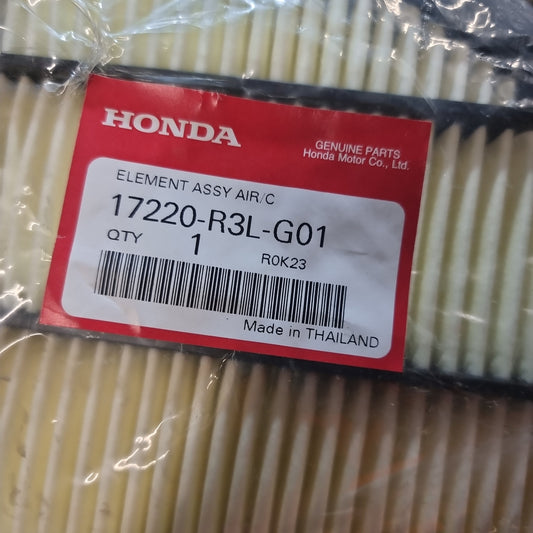 HONDA
GENUINE PARTS
Honda Motor Co., Ltd.
ELEMENT ASSY AIR/C
17220-R3L-G01
QTY 1 R0K23
Made in THAILAND